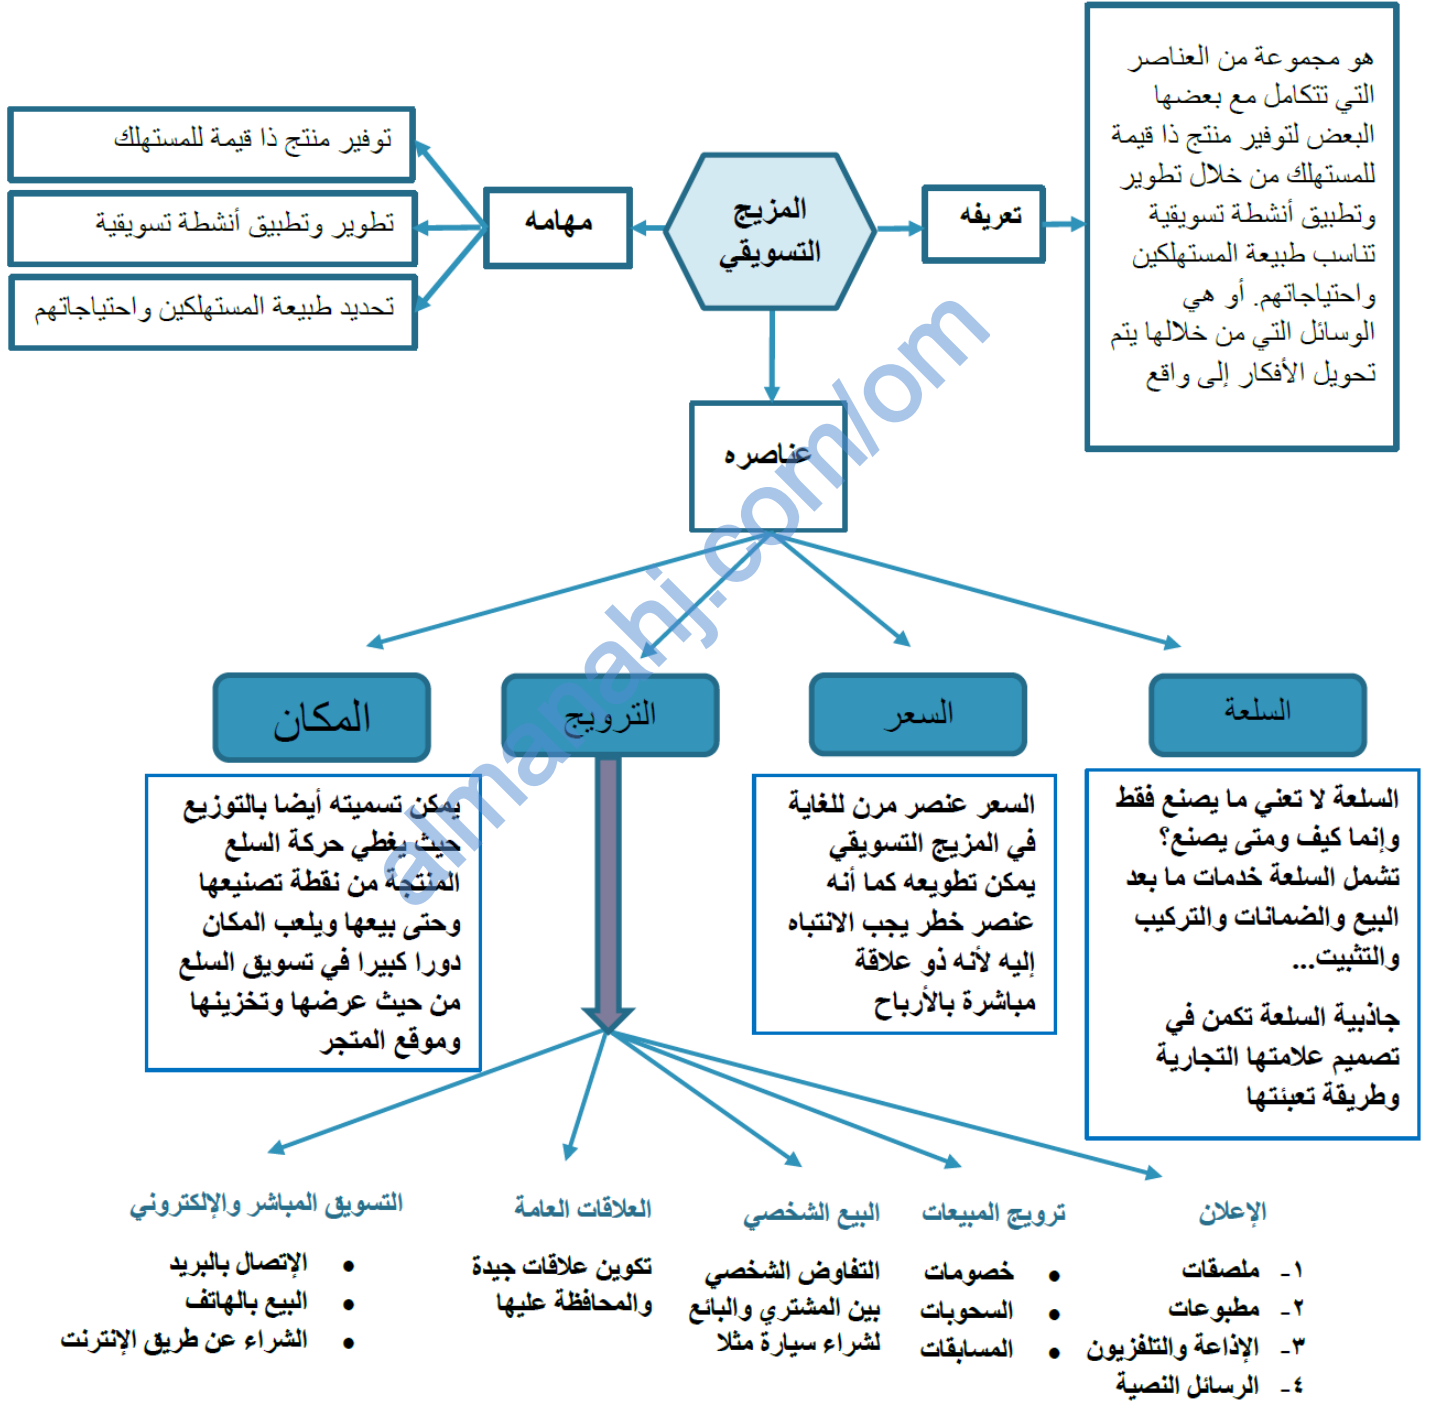 المزيج
التسويقي
تعريفه
هو مجموعة من العناصر
التي تتكامل مع بعضها
البعض لتوفير منتج ذا قيمة
للمستهلك من خلال تطوير
وتطبيق أنشطة تسويقية
تناسب طبيعة المستهلكين
واحتياجاتهم. أو هي
الوسائل التي من خلالها يتم
تحويل الأفكار إلى واقع
مهامه
توفير منتج ذا قيمة للمستهلك
تطوير وتطبيق أنشطة تسويقية
تحديد طبيعة المستهلكين واحتياجاتهم
عناصره
السلعة
السلعة لا تعني ما يصنع فقط
وإنما كيف ومتى يصنع؟
تشمل السلعة خدمات ما بعد
البيع والضمانات والتركيب
والتثبيت...
جاذبية السلعة تكمن في
تصميم علامتها التجارية
وطريقة تعبئتها
السعر
السعر عنصر مرن للغاية
في المزيج التسويقي
يمكن تطويعه كما أنه
عنصر خطر يجب الانتباه
إليه لأنه ذو علاقة
مباشرة بالأرباح
الترويج
المكان
يمكن تسميته أيضا بالتوزيع
حيث يغطي حركة السلع
المنتجة من نقطة تصنيعها
وحتى بيعها ويلعب المكان
دورا كبيرا في تسويق السلع
من حيث عرضها وتخزينها
وموقع المتجر
الإعلان
١- ملصقات
٢- مطبوعات
٣- الإذاعة والتلفزيون
٤- الرسائل النصية
ترويج المبيعات
• خصومات
• السحوبات
• المسابقات
البيع الشخصي
التفاوض الشخصي
بين المشتري والبائع
لشراء سيارة مثلا
العلاقات العامة
تكوين علاقات جيدة
والمحافظة عليها
التسويق المباشر والإلكتروني
• الإتصال بالبريد
• البيع بالهاتف
• الشراء عن طريق الإنترنت
almanahj.com/om